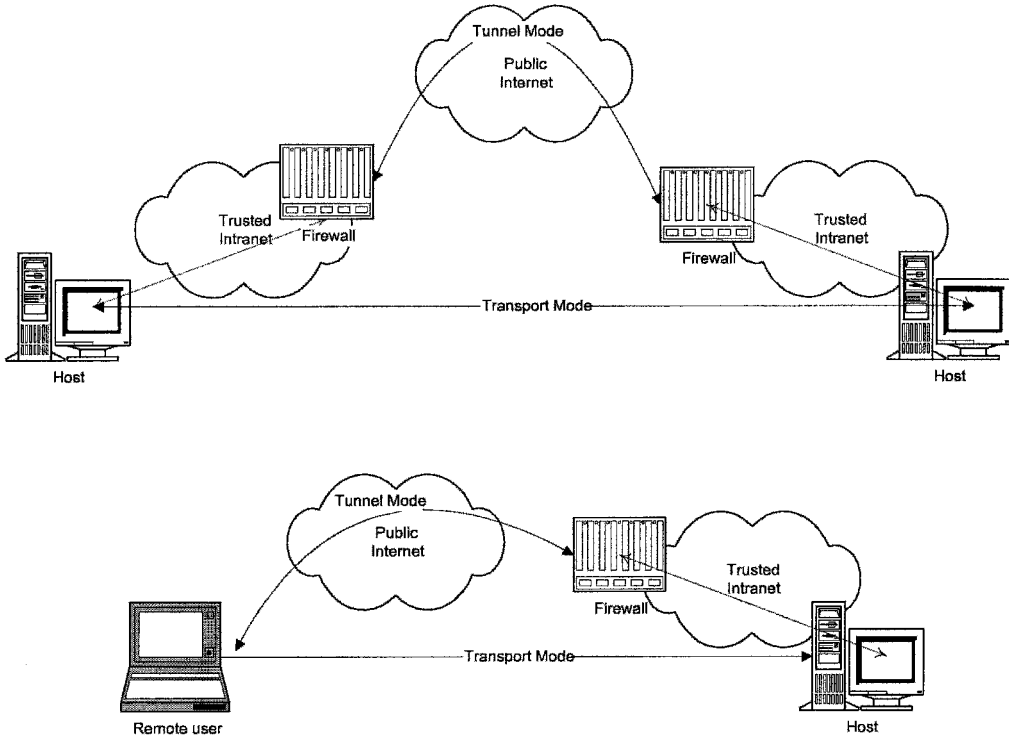 Tunnel Mode
Public
Internet
Trusted
Intranet
Firewall
Trusted
Intranet
Firewall
Transport Mode
Host
Host
Tunnel Mode
Public
Internet
Trusted
Intranet
Firewall
Transport Mode
Remote user
Host